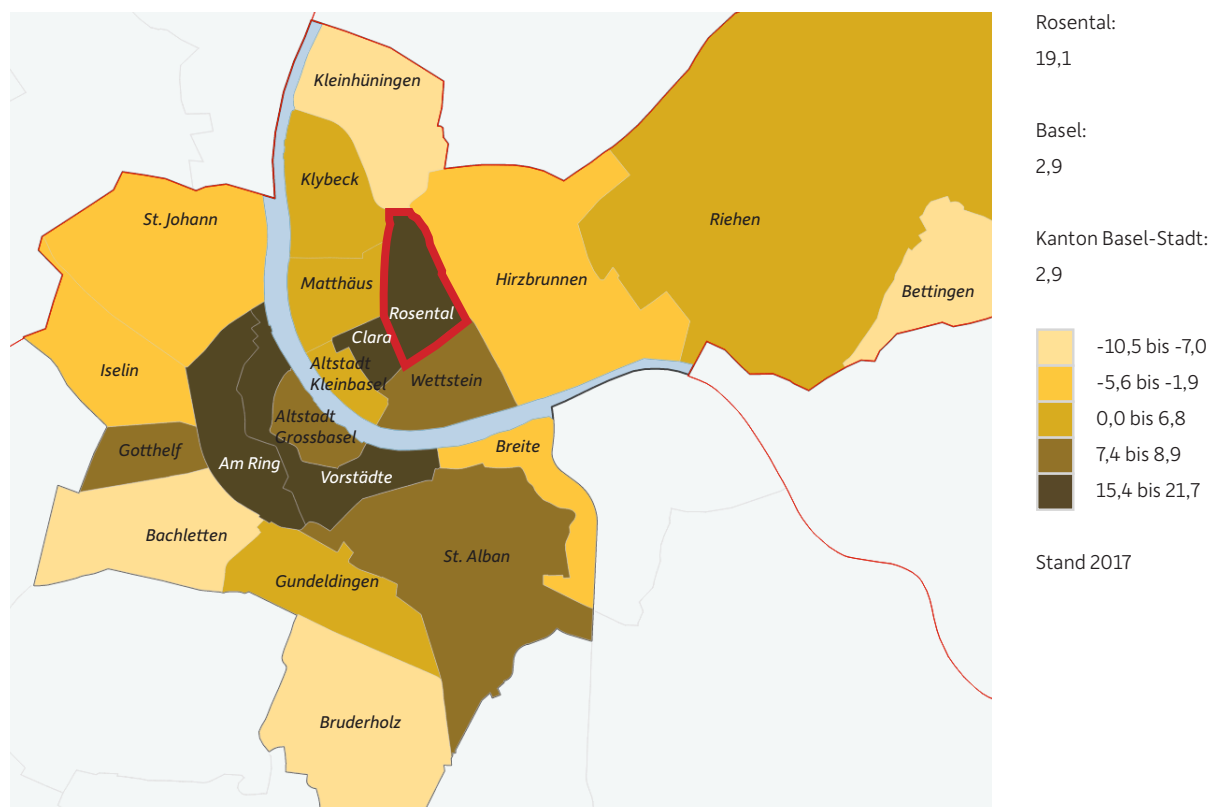 Kleinhüningen
Klybeck
St. Johann
Riehen
Matthäus
Hirzbrunnen
Bettingen
Rosental
Clara
Iselin
Altstadt
Kleinbasel
Wettstein
Altstadt
Grossbasel
Gotthelf
Breite
Am Ring
Vorstädte
Bachletten
St. Alban
Gundeldingen
Bruderholz
Rosental:
19,1
Basel:
2,9
Kanton Basel-Stadt:
2,9
-10,5 bis -7,0
-5,6 bis -1,9
0,0 bis 6,8
7,4 bis 8,9
15,4 bis 21,7
Stand 2017